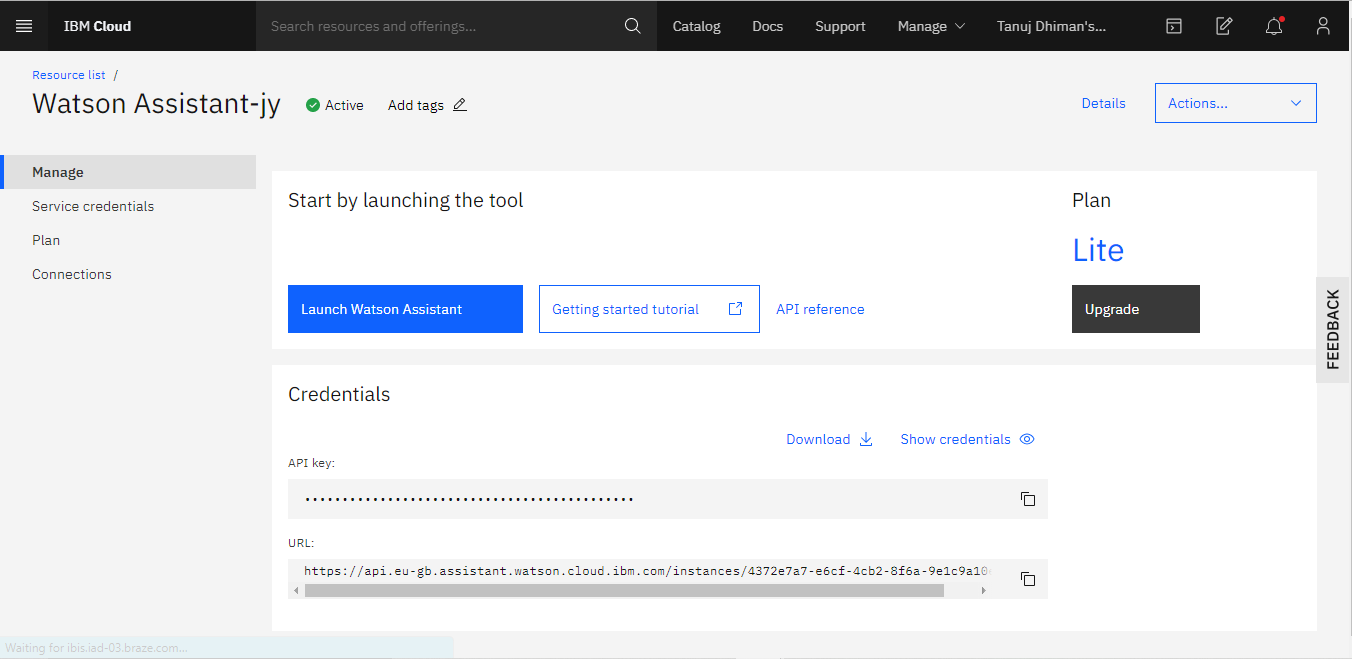 IBM Cloud
Search resources and offerings...
Catalog
Docs
Support
Manage
Tanuj Dhiman's...
Resource list /
Watson Assistant-jy
Active
Add tags
Details
Actions...
Manage
Service credentials
Plan
Connections
Start by launching the tool
Launch Watson Assistant
Getting started tutorial
API reference
Plan
Lite
Upgrade
FEEDBACK
Credentials
Download
Show credentials
API key:
••••••••••••••••••••••••••••••••••••••••••••
URL:
https://api.eu-gb.assistant.watson.cloud.ibm.com/instances/4372e7a7-e6cf-4cb2-8f6a-9e1c9a10
Waiting for ibis.iad-03.braze.com...